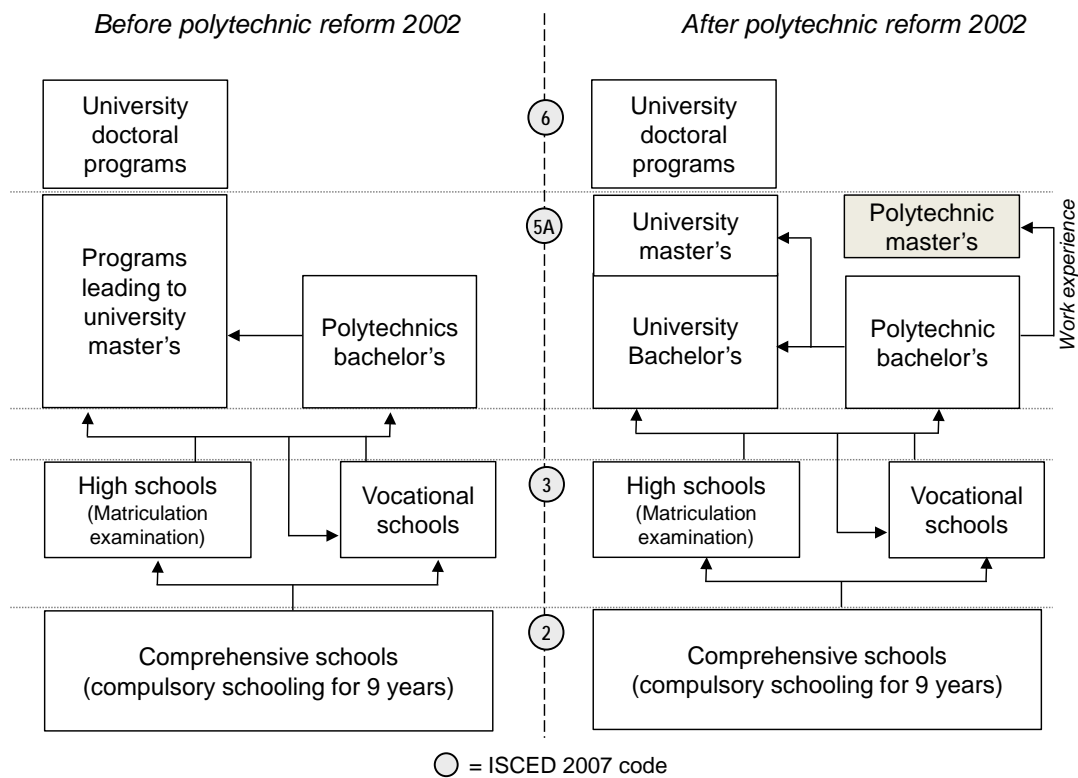 Before polytechnic reform 2002
After polytechnic reform 2002
University
doctoral
programs
6
University
doctoral
programs
5A
Programs
leading to
university
master's
Polytechnics
bachelor's
University
master's
Polytechnic
master's
Work experience
University
Bachelor's
Polytechnic
bachelor's
High schools
(Matriculation
examination)
Vocational
schools
3
High schools
(Matriculation
examination)
Vocational
schools
2
Comprehensive schools
(compulsory schooling for 9 years)
Comprehensive schools
(compulsory schooling for 9 years)
= ISCED 2007 code